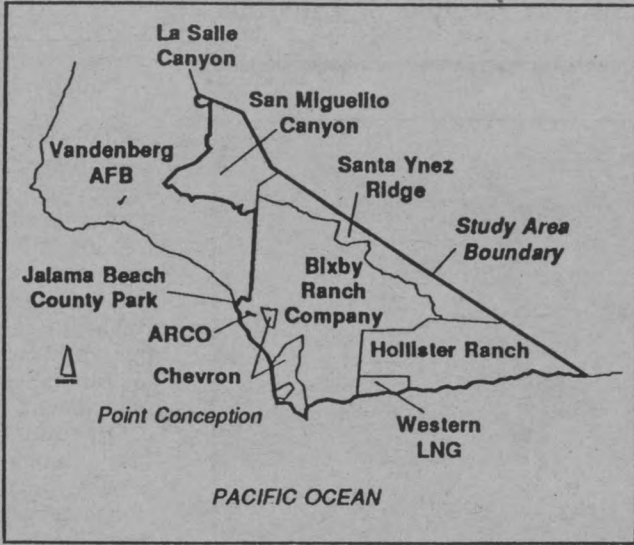 La Salle
Canyon
San Miguelito
Canyon
Vandenberg
AFB
Santa Ynez
Ridge
Study Area
Boundary
Jalama Beach
County Park
Bixby
Ranch
Company
ARCO
Hollister Ranch
Chevron
Point Conception
Western
LNG
PACIFIC OCEAN